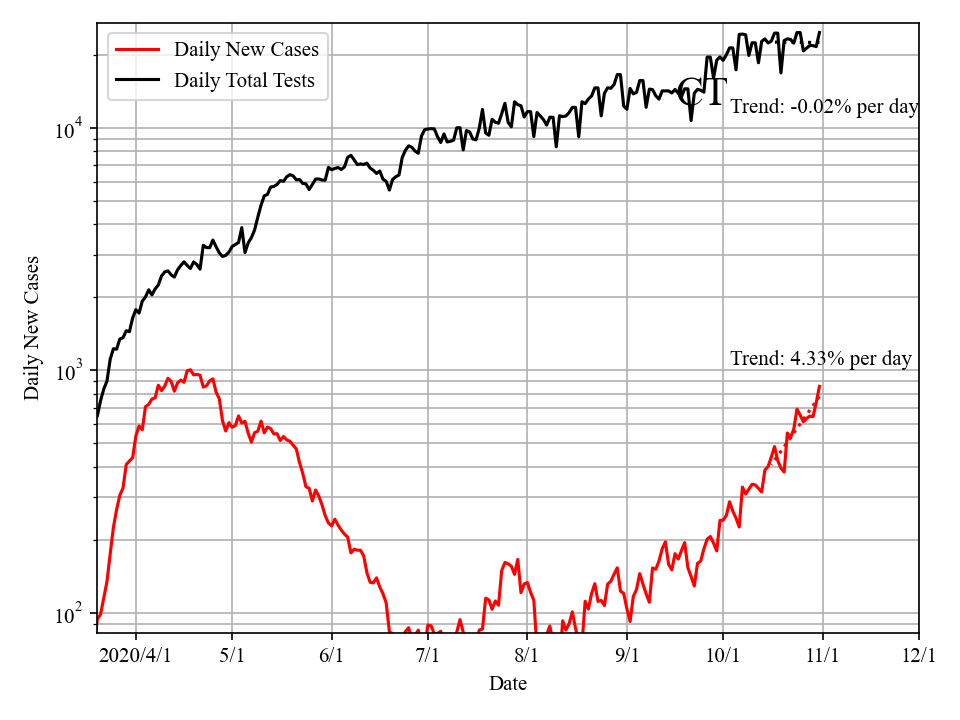 Daily New Cases
Daily Total Tests
CT
Trend: -0.02% per day
Trend: 4.33% per day
Daily New Cases
10^4
10^3
10^2
2020/4/1 5/1 6/1 7/1 8/1 9/1 10/1 11/1 12/1
Date